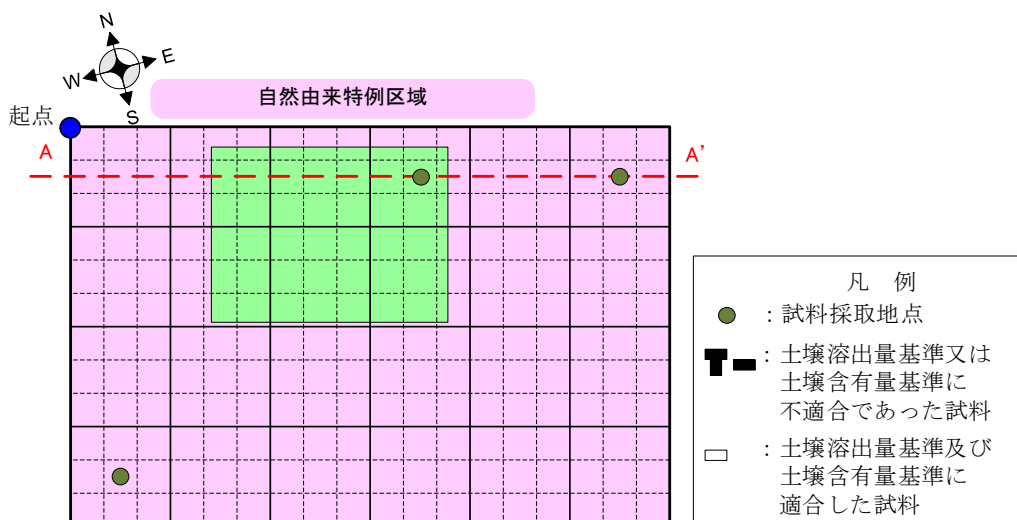 N
W
E
S
自然由来特例区域
起点
A
A'
凡 例
：試料採取地点
：土壌溶出量基準又は
土壌含有量基準に
不適合であった試料
：土壌溶出量基準及び
土壌含有量基準に
適合した試料